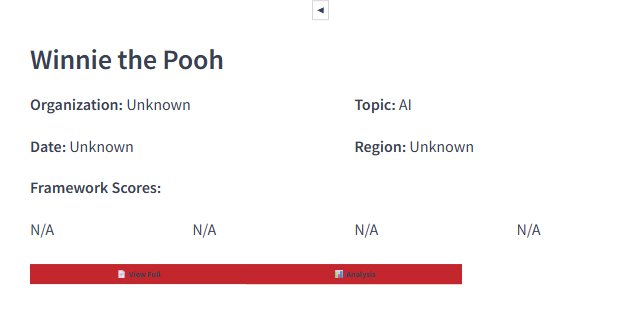 ◄
Winnie the Pooh
Organization: Unknown
Topic: AI
Date: Unknown
Region: Unknown
Framework Scores:
N/A N/A N/A N/A
📄 View Full
📊 Analysis